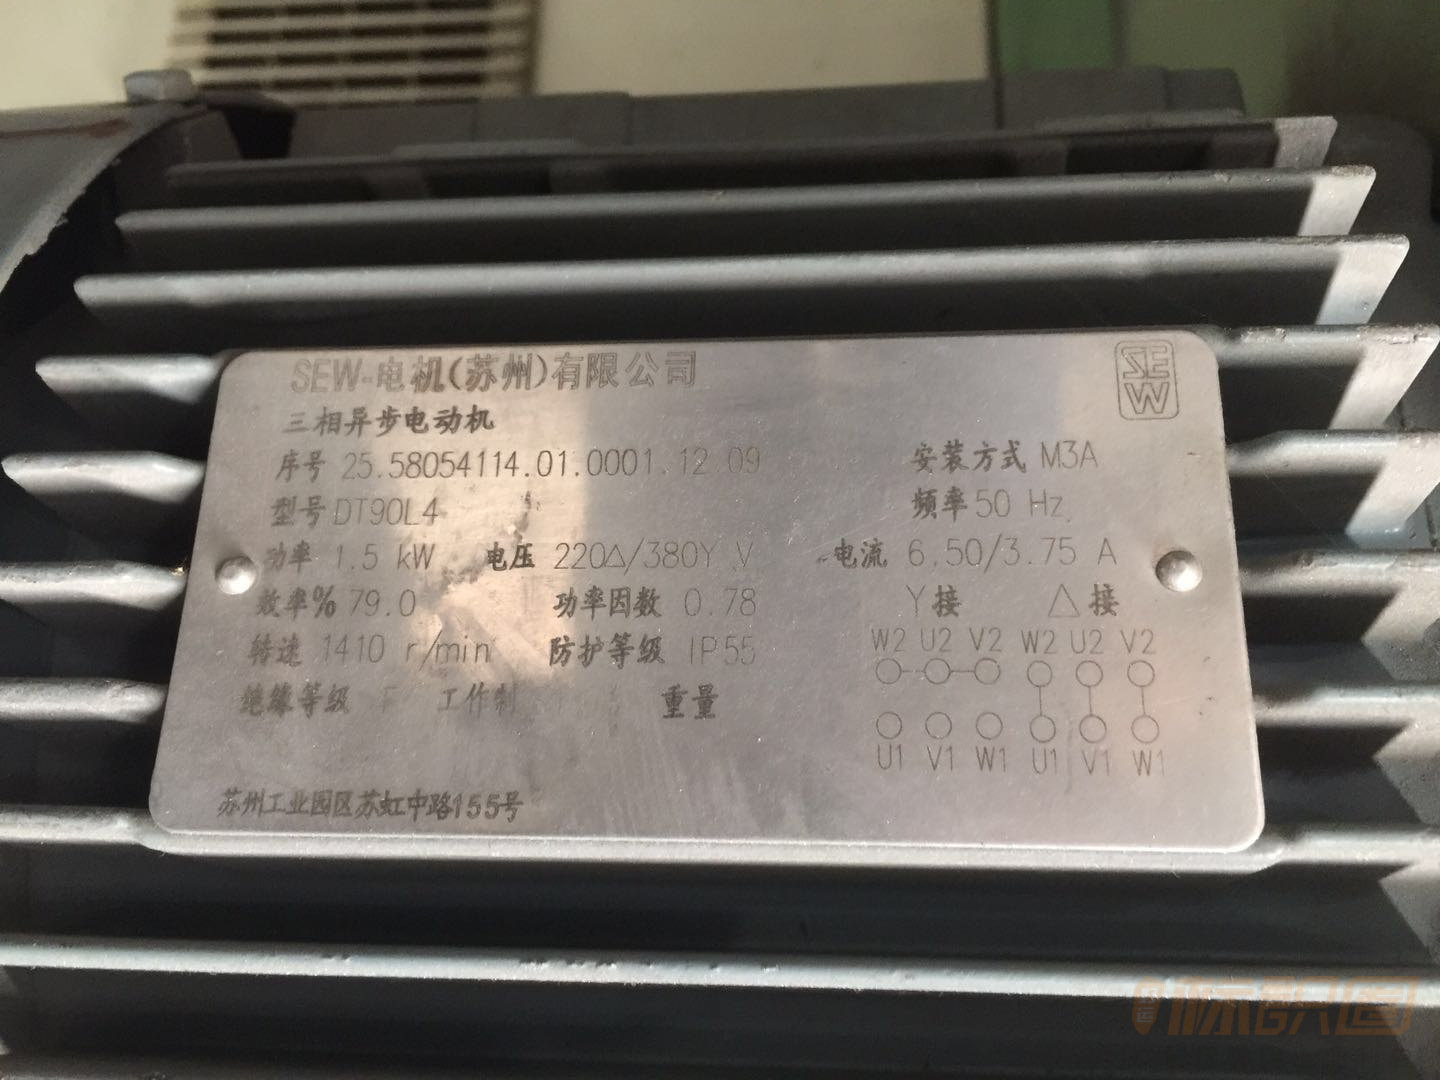 SEW-电机(苏州)有限公司
SEW
三相异步电动机
序号 25.58054114.01.0001.12.09 安装方式 M3A
型号 DT90L4 频率 50 Hz
功率 1.5 kW 电压 220△/380Y V 电流 6.50/3.75 A
效率% 79.0 功率因数 0.78 Y接 △接
W2 U2 V2 W2 U2 V2
转速 1410 r/min 防护等级 IP55
绝缘等级 F 工作制 重量
U1 V1 W1 U1 V1 W1
苏州工业园区苏虹中路155号
标识圈